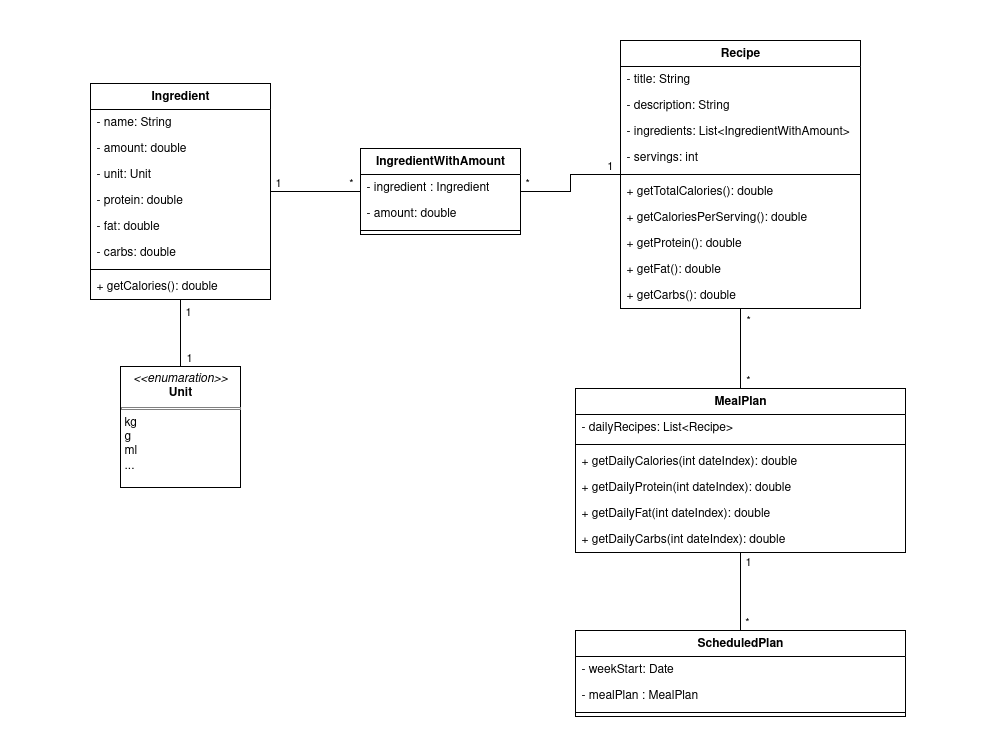 Ingredient
- name: String
- amount: double
- unit: Unit
- protein: double
- fat: double
- carbs: double
+ getCalories(): double
1
1
<<enumaration>>
Unit
kg
g
ml
...
1
*
IngredientWithAmount
- ingredient : Ingredient
- amount: double
*
1
Recipe
- title: String
- description: String
- ingredients: List<IngredientWithAmount>
- servings: int
+ getTotalCalories(): double
+ getCaloriesPerServing(): double
+ getProtein(): double
+ getFat(): double
+ getCarbs(): double
*
*
MealPlan
- dailyRecipes: List<Recipe>
+ getDailyCalories(int dateIndex): double
+ getDailyProtein(int dateIndex): double
+ getDailyFat(int dateIndex): double
+ getDailyCarbs(int dateIndex): double
1
*
ScheduledPlan
- weekStart: Date
- mealPlan : MealPlan